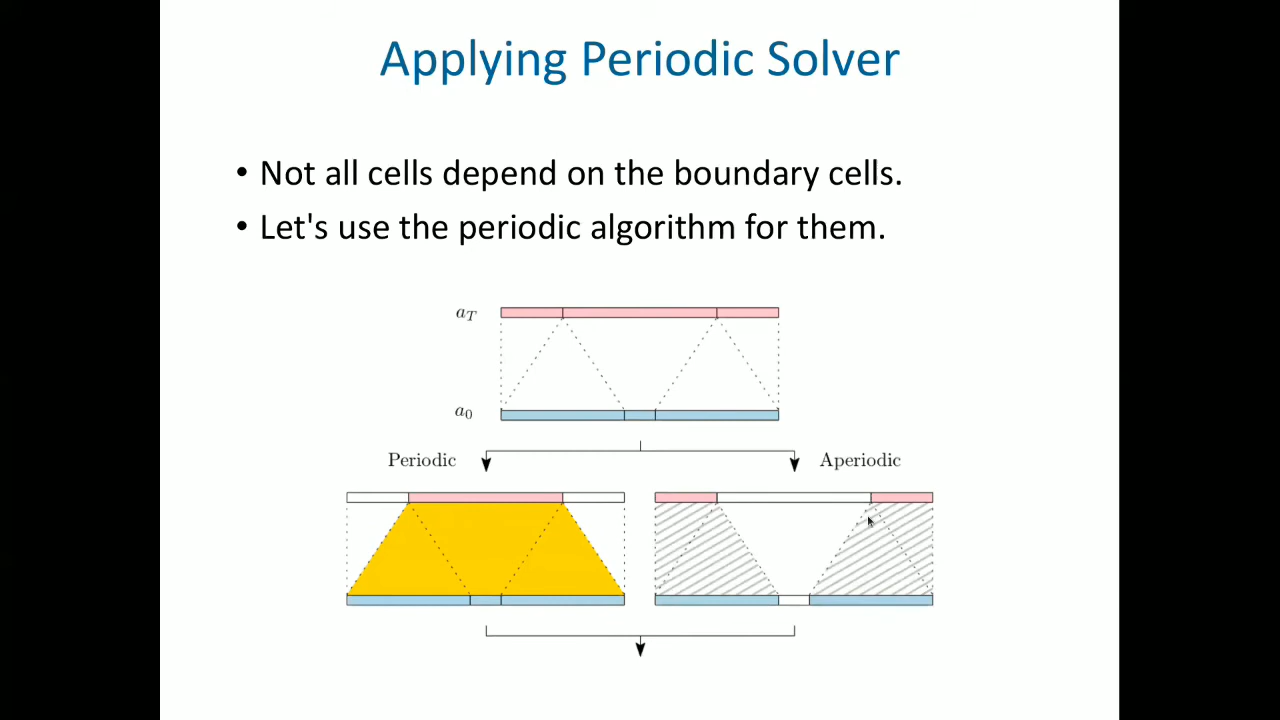 Applying Periodic Solver
• Not all cells depend on the boundary cells.
• Let's use the periodic algorithm for them.
a_T
a_0
Periodic
Aperiodic